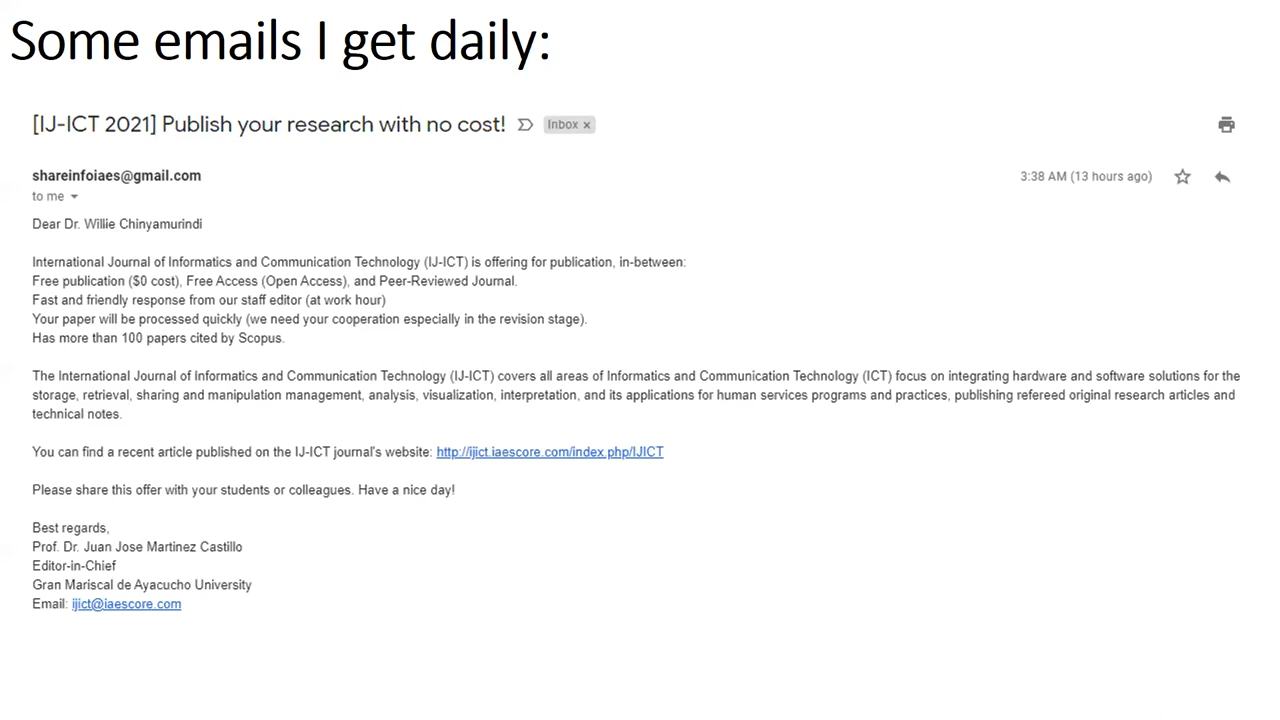 Some emails I get daily:
[IJ-ICT 2021] Publish your research with no cost! Inbox ×
shareinfoiaes@gmail.com 3:38 AM (13 hours ago)
to me
Dear Dr. Willie Chinyamurindi
International Journal of Informatics and Communication Technology (IJ-ICT) is offering for publication, in-between:
Free publication ($0 cost), Free Access (Open Access), and Peer-Reviewed Journal.
Fast and friendly response from our staff editor (at work hour)
Your paper will be processed quickly (we need your cooperation especially in the revision stage).
Has more than 100 papers cited by Scopus.
The International Journal of Informatics and Communication Technology (IJ-ICT) covers all areas of Informatics and Communication Technology (ICT) focus on integrating hardware and software solutions for the
storage, retrieval, sharing and manipulation management, analysis, visualization, interpretation, and its applications for human services programs and practices, publishing refereed original research articles and
technical notes.
You can find a recent article published on the IJ-ICT journal's website: http://ijict.iaescore.com/index.php/IJICT
Please share this offer with your students or colleagues. Have a nice day!
Best regards,
Prof. Dr. Juan Jose Martinez Castillo
Editor-in-Chief
Gran Mariscal de Ayacucho University
Email: ijict@iaescore.com